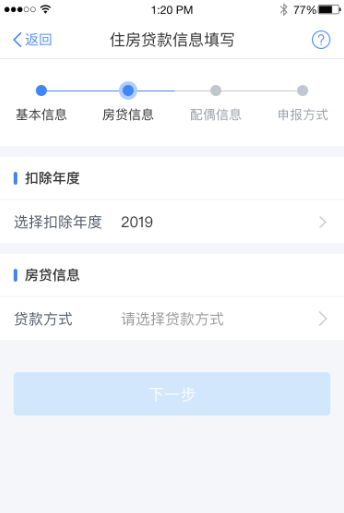 1:20 PM 77%
返回 住房贷款信息填写 ?
基本信息 房贷信息 配偶信息 申报方式
扣除年度
选择扣除年度 2019
房贷信息
贷款方式 请选择贷款方式
下一步